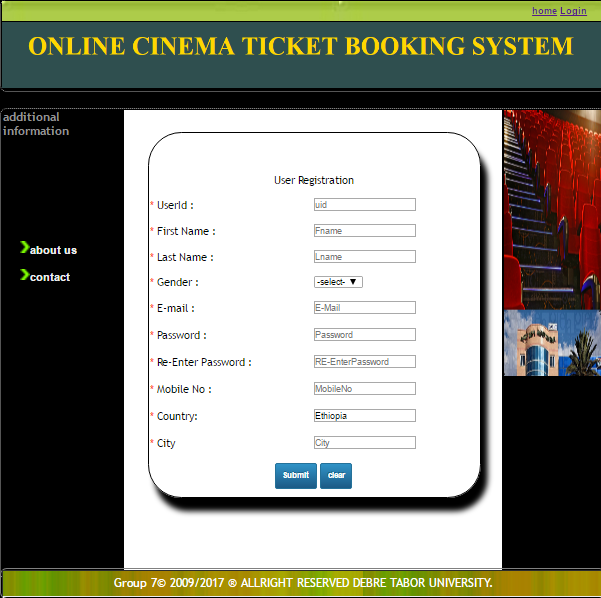 home Login
ONLINE CINEMA TICKET BOOKING SYSTEM
additional
information
about us
contact
User Registration
* UserId : uid
* First Name : Fname
* Last Name : Lname
* Gender : -select- ▼
* E-mail : E-Mail
* Password : Password
* Re-Enter Password : RE-EnterPassword
* Mobile No : MobileNo
* Country: Ethiopia
* City City
Submit clear
Group 7© 2009/2017 ® ALLRIGHT RESERVED DEBRE TABOR UNIVERSITY.